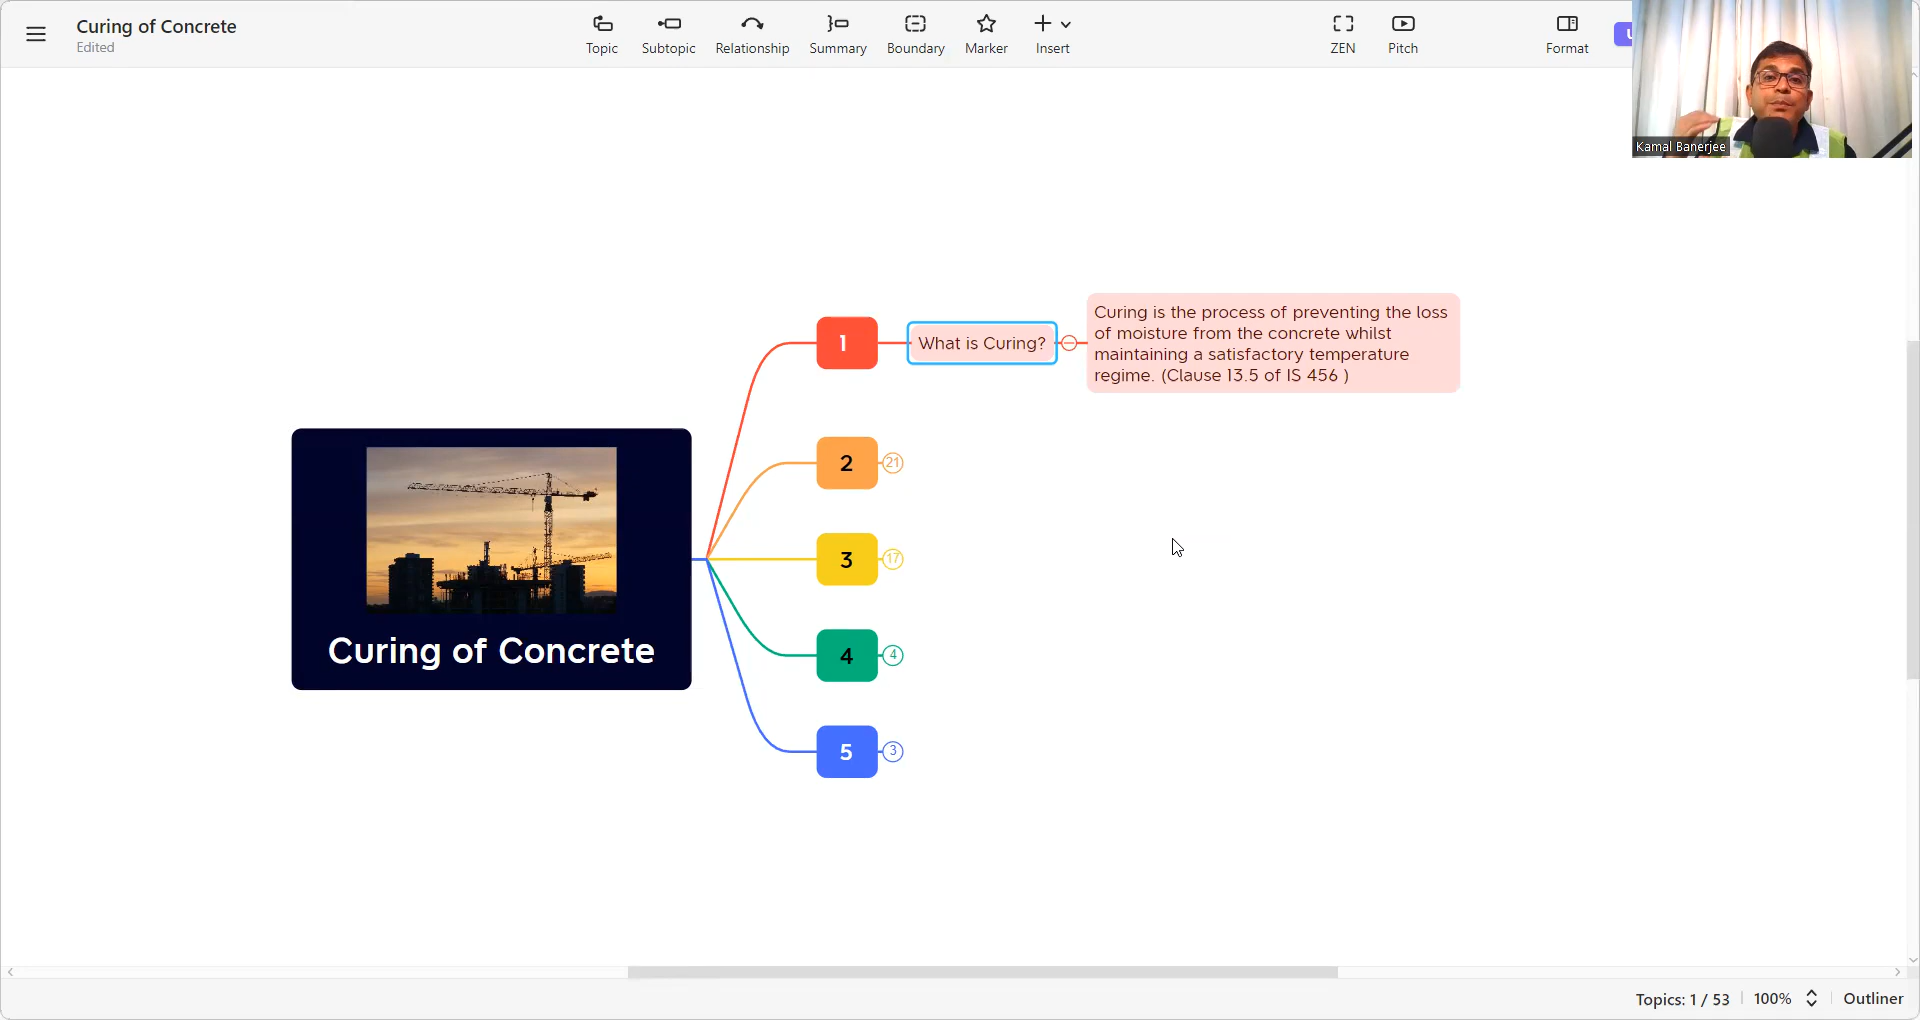 Curing of Concrete
Edited
Topic
Subtopic
Relationship
Summary
Boundary
Marker
Insert
ZEN
Pitch
Format
Kamal Banerjee
1
What is Curing?
Curing is the process of preventing the loss
of moisture from the concrete whilst
maintaining a satisfactory temperature
regime. (Clause 13.5 of IS 456 )
2
21
3
17
4
4
5
3
Curing of Concrete
Topics: 1 / 53
100%
Outliner